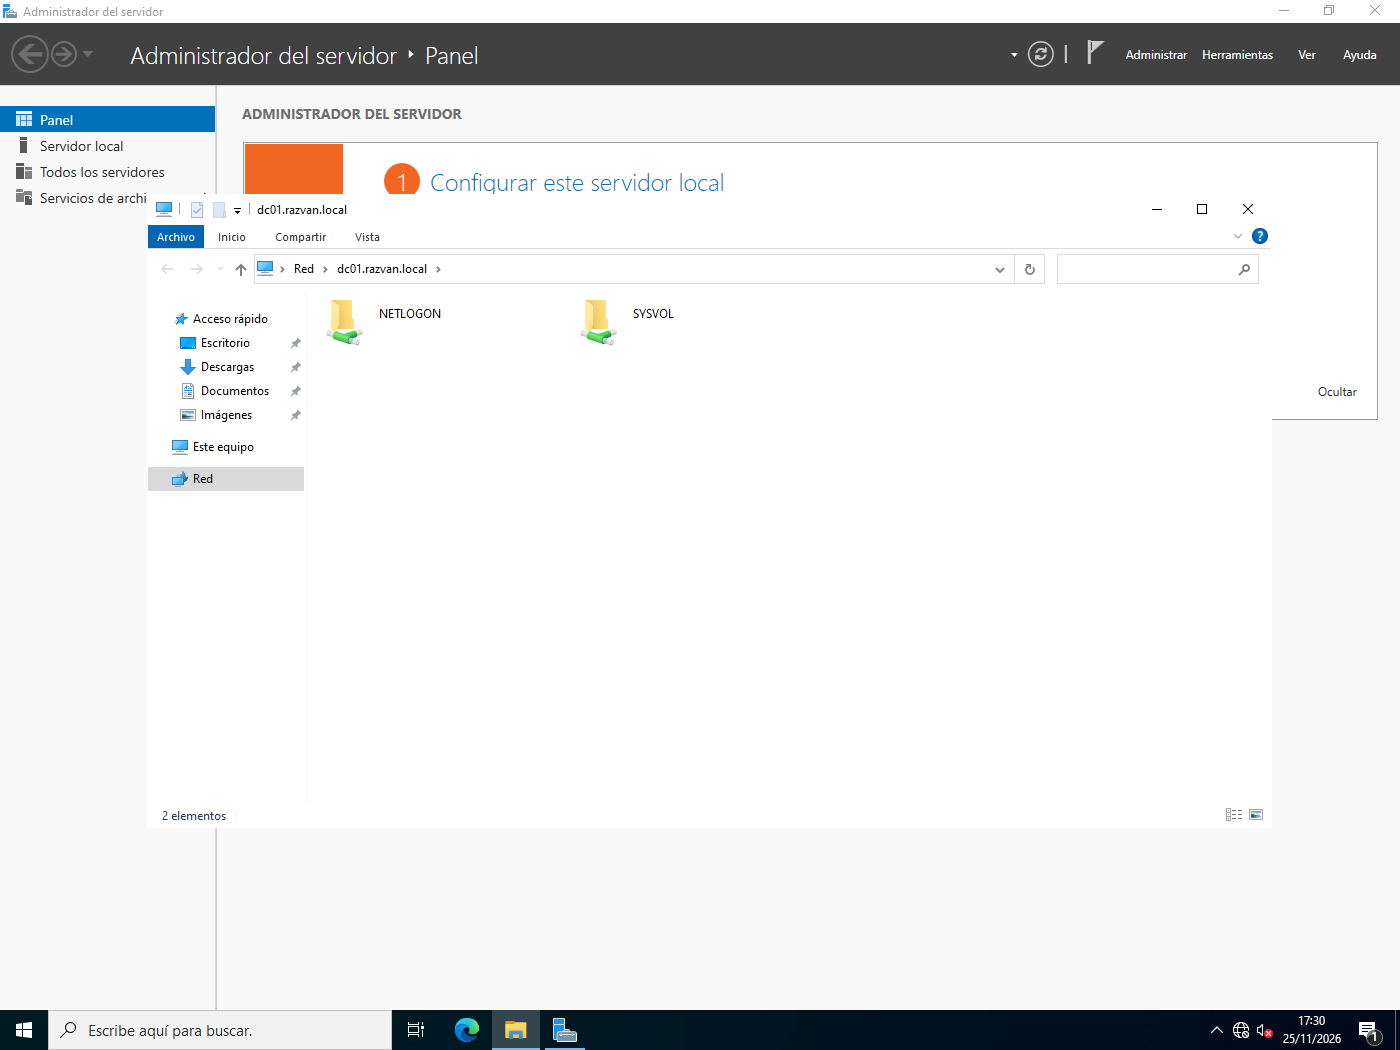 Administrador del servidor
Administrador del servidor ‣ Panel
Administrar
Herramientas
Ver
Ayuda
Panel
Servidor local
Todos los servidores
Servicios de archi
ADMINISTRADOR DEL SERVIDOR
1 Configurar este servidor local
Ocultar
dc01.razvan.local
Archivo
Inicio
Compartir
Vista
?
Red › dc01.razvan.local ›
Acceso rápido
Escritorio
Descargas
Documentos
Imágenes
Este equipo
Red
NETLOGON
SYSVOL
2 elementos
Escribe aquí para buscar.
17:30
25/11/2026
1